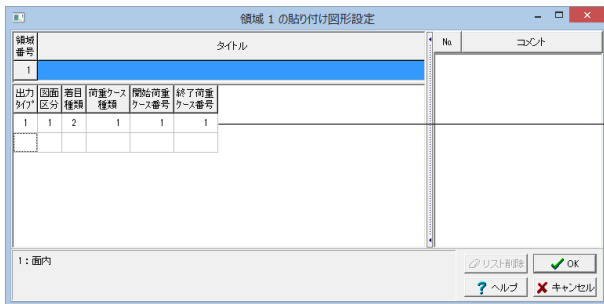 領域 1 の貼り付け図形設定
領域番号 タイトル No. コメント
1
出力ﾀｲﾌﾟ 図面区分 着目種類 荷重ケース種類 開始荷重ケース番号 終了荷重ケース番号
1 1 2 1 1 1
1：面内
リスト削除 OK
? ヘルプ キャンセル